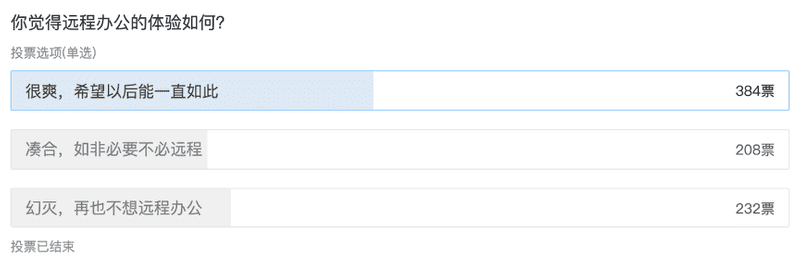 你觉得远程办公的体验如何?
投票选项(单选)
很爽，希望以后能一直如此 384票
凑合，如非必要不必远程 208票
幻灭，再也不想远程办公 232票
投票已结束